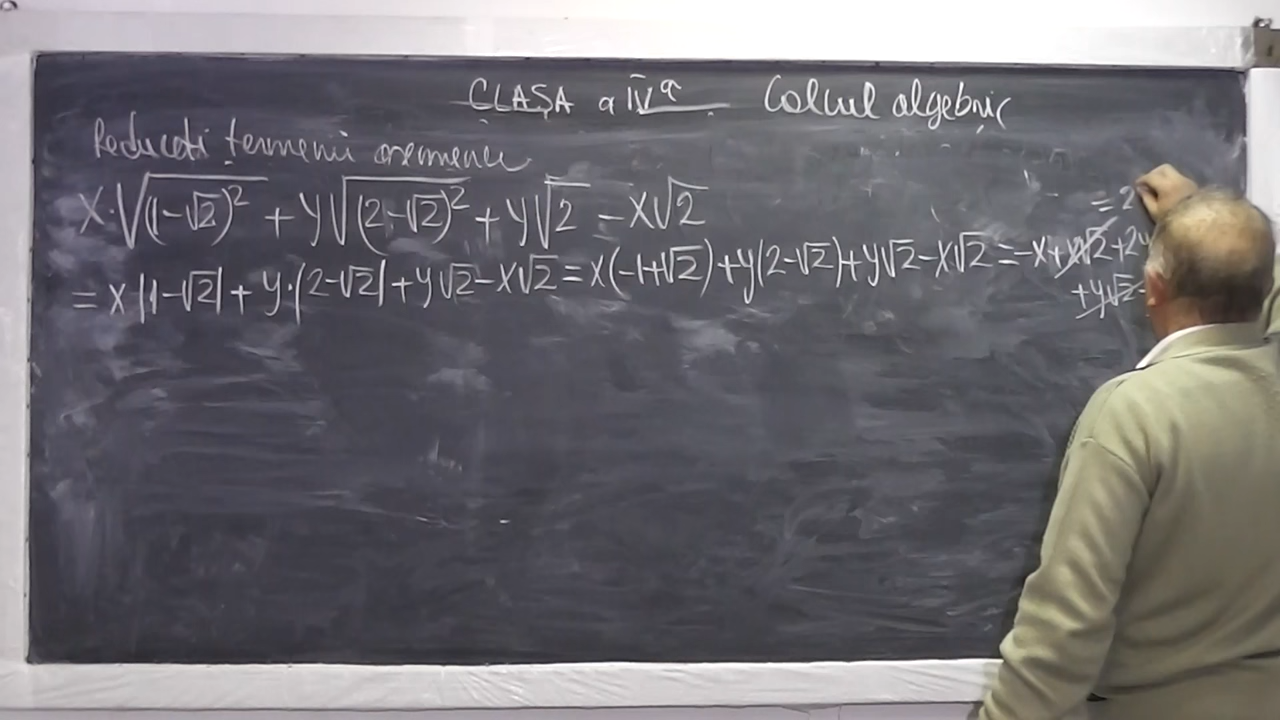 CLASA a IV a Calcul algebric
Reduceți termenii asemenea
x·√(1-√2)² + y√(2-√2)² + y√2 - x√2
= x|1-√2| + y·|2-√2| + y√2 - x√2 = x(-1+√2) + y(2-√2) + y√2 - x√2 = -x + x√2 + 2y
+ y√2 -
= 2